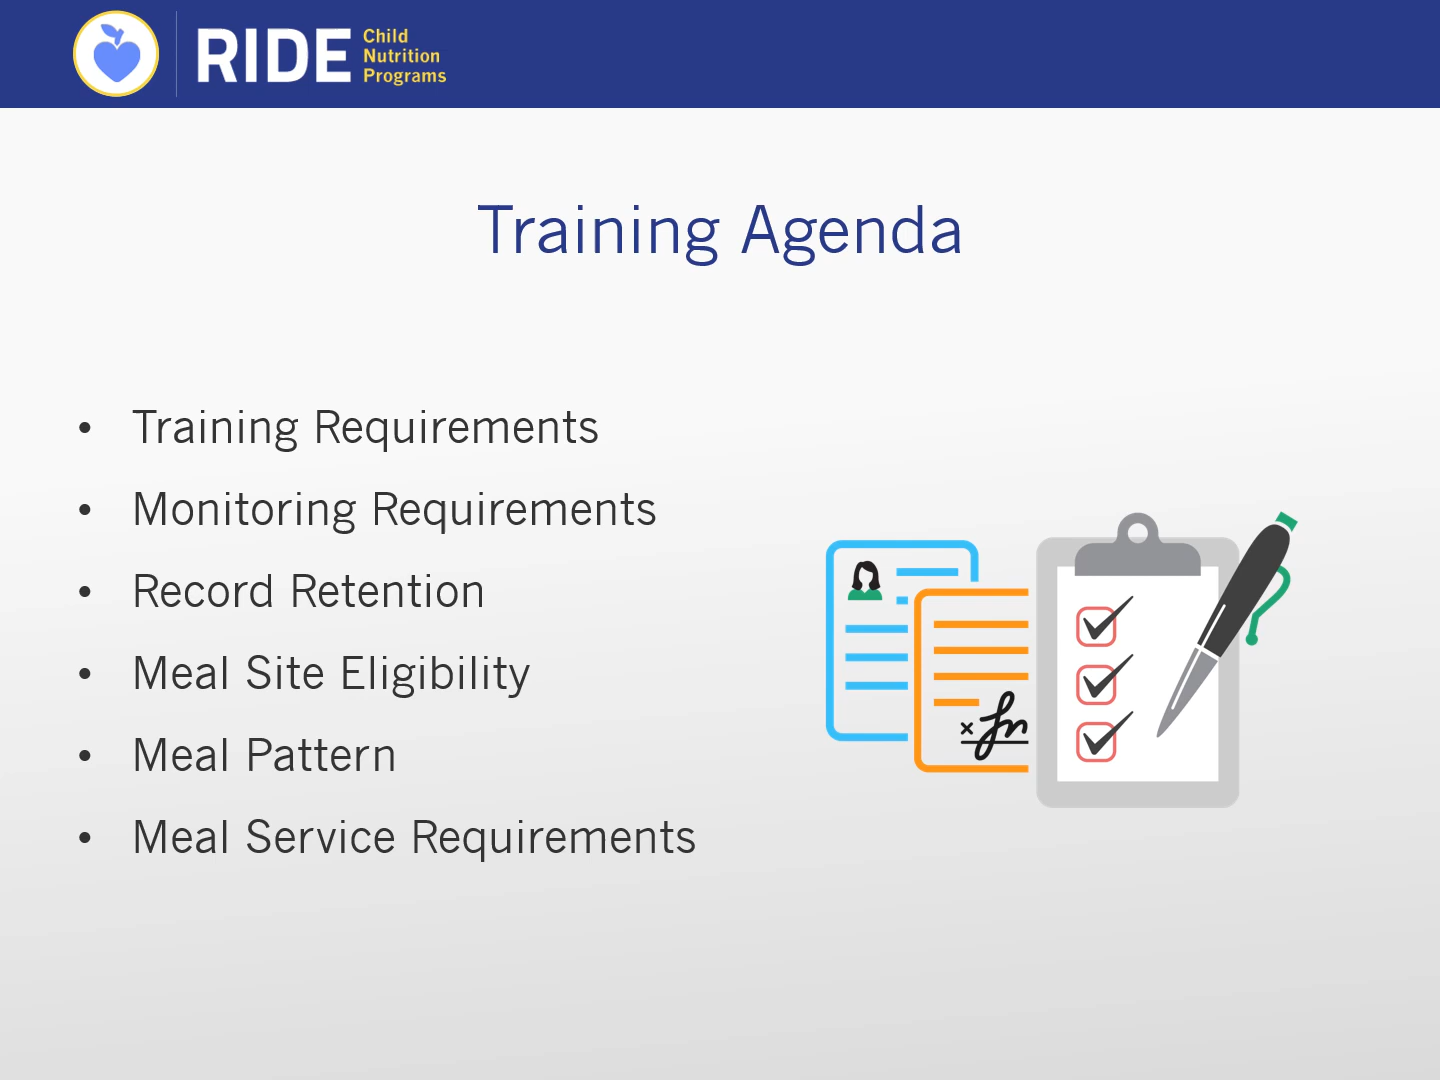 RIDE
Child
Nutrition
Programs
Training Agenda
• Training Requirements
• Monitoring Requirements
• Record Retention
• Meal Site Eligibility
• Meal Pattern
• Meal Service Requirements